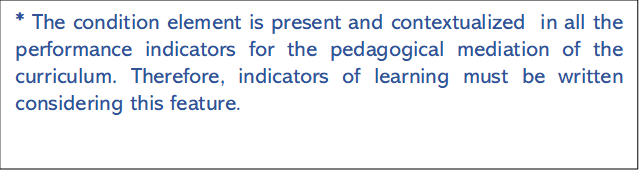 * The condition element is present and contextualized in all the
performance indicators for the pedagogical mediation of the
curriculum. Therefore, indicators of learning must be written
considering this feature.